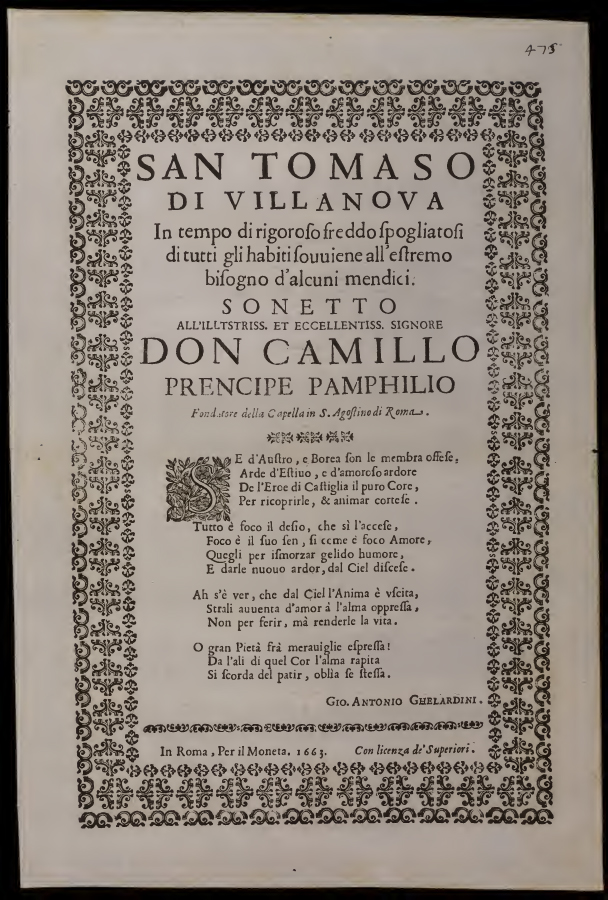 475
SAN TOMASO
DI VILLANOVA
In tempo di rigoroso freddo spogliatosi
di tutti gli habiti souuiene all'estremo
bisogno d'alcuni mendici.
SONETTO
ALL'ILLTSTRISS. ET ECCELLENTISS. SIGNORE
DON CAMILLO
PRENCIPE PAMPHILIO
Fondatore della Capella in S. Agostino di Roma.
SE d'Austro, e Borea son le membra offese,
Arde d'Estiuo, e d'amoroso ardore
De l'Eroe di Castiglia il puro Core,
Per ricoprirle, & animar cortese.
Tutto è foco il desio, che sì l'accese,
Foco è il suo sen, si come è foco Amore,
Quegli per ismorzar gelido humore,
E darle nuouo ardor, dal Ciel discese.
Ah s'è ver, che dal Ciel l'Anima è vscita,
Strali auuenta d'amor à l'alma oppressa,
Non per ferir, mà renderle la vita.
O gran Pietà frà merauiglie espressa!
Da l'ali di quel Cor l'alma rapita
Si scorda del patir, oblia se stessa.
GIO. ANTONIO GHELARDINI.
In Roma, Per il Moneta. 1663. Con licenza de' Superiori.